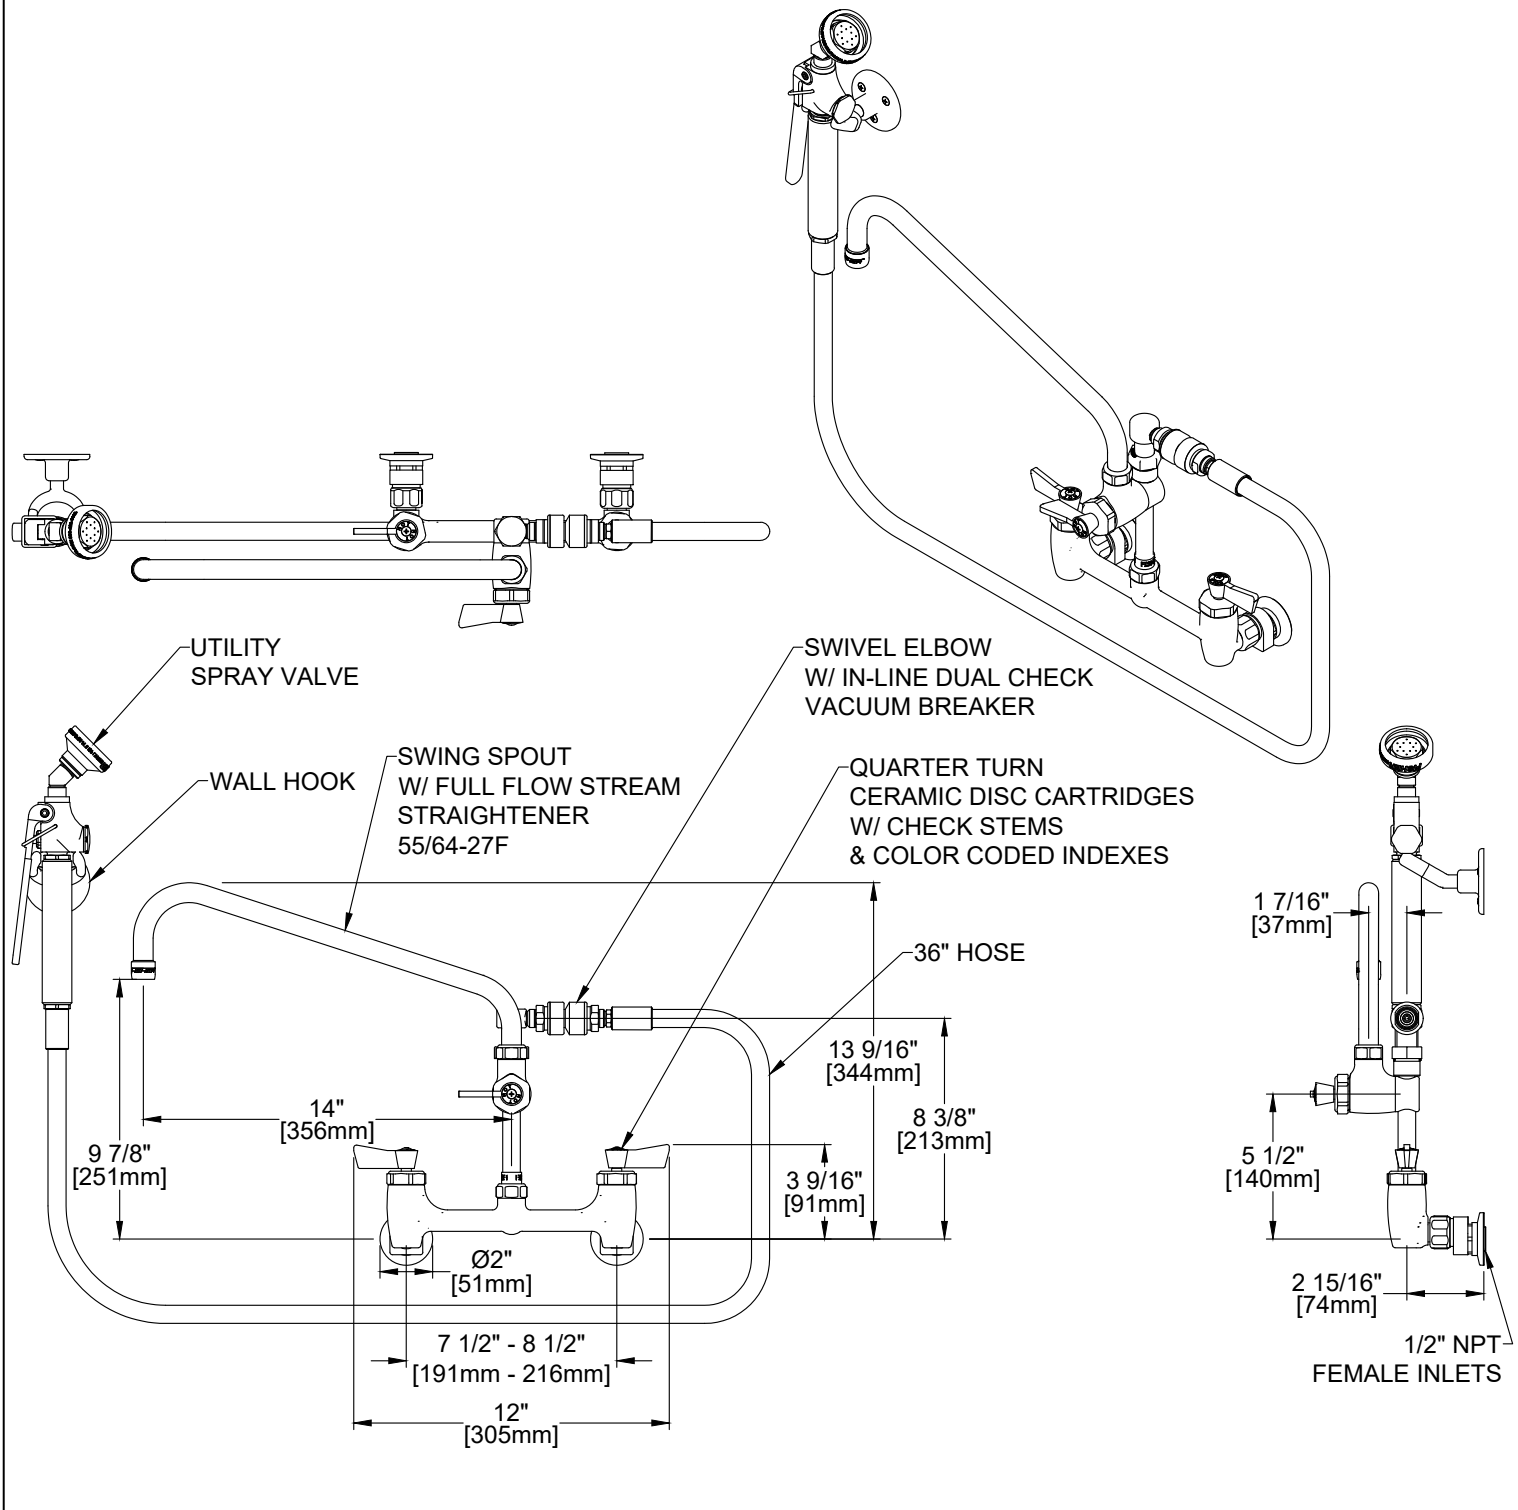 UTILITY
SPRAY VALVE
WALL HOOK
SWING SPOUT
W/ FULL FLOW STREAM
STRAIGHTENER
55/64-27F
SWIVEL ELBOW
W/ IN-LINE DUAL CHECK
VACUUM BREAKER
QUARTER TURN
CERAMIC DISC CARTRIDGES
W/ CHECK STEMS
& COLOR CODED INDEXES
36" HOSE
1 7/16"
[37mm]
13 9/16"
[344mm]
8 3/8"
[213mm]
14"
[356mm]
9 7/8"
[251mm]
3 9/16"
[91mm]
5 1/2"
[140mm]
Ø2"
[51mm]
2 15/16"
[74mm]
7 1/2" - 8 1/2"
[191mm - 216mm]
1/2" NPT
FEMALE INLETS
12"
[305mm]